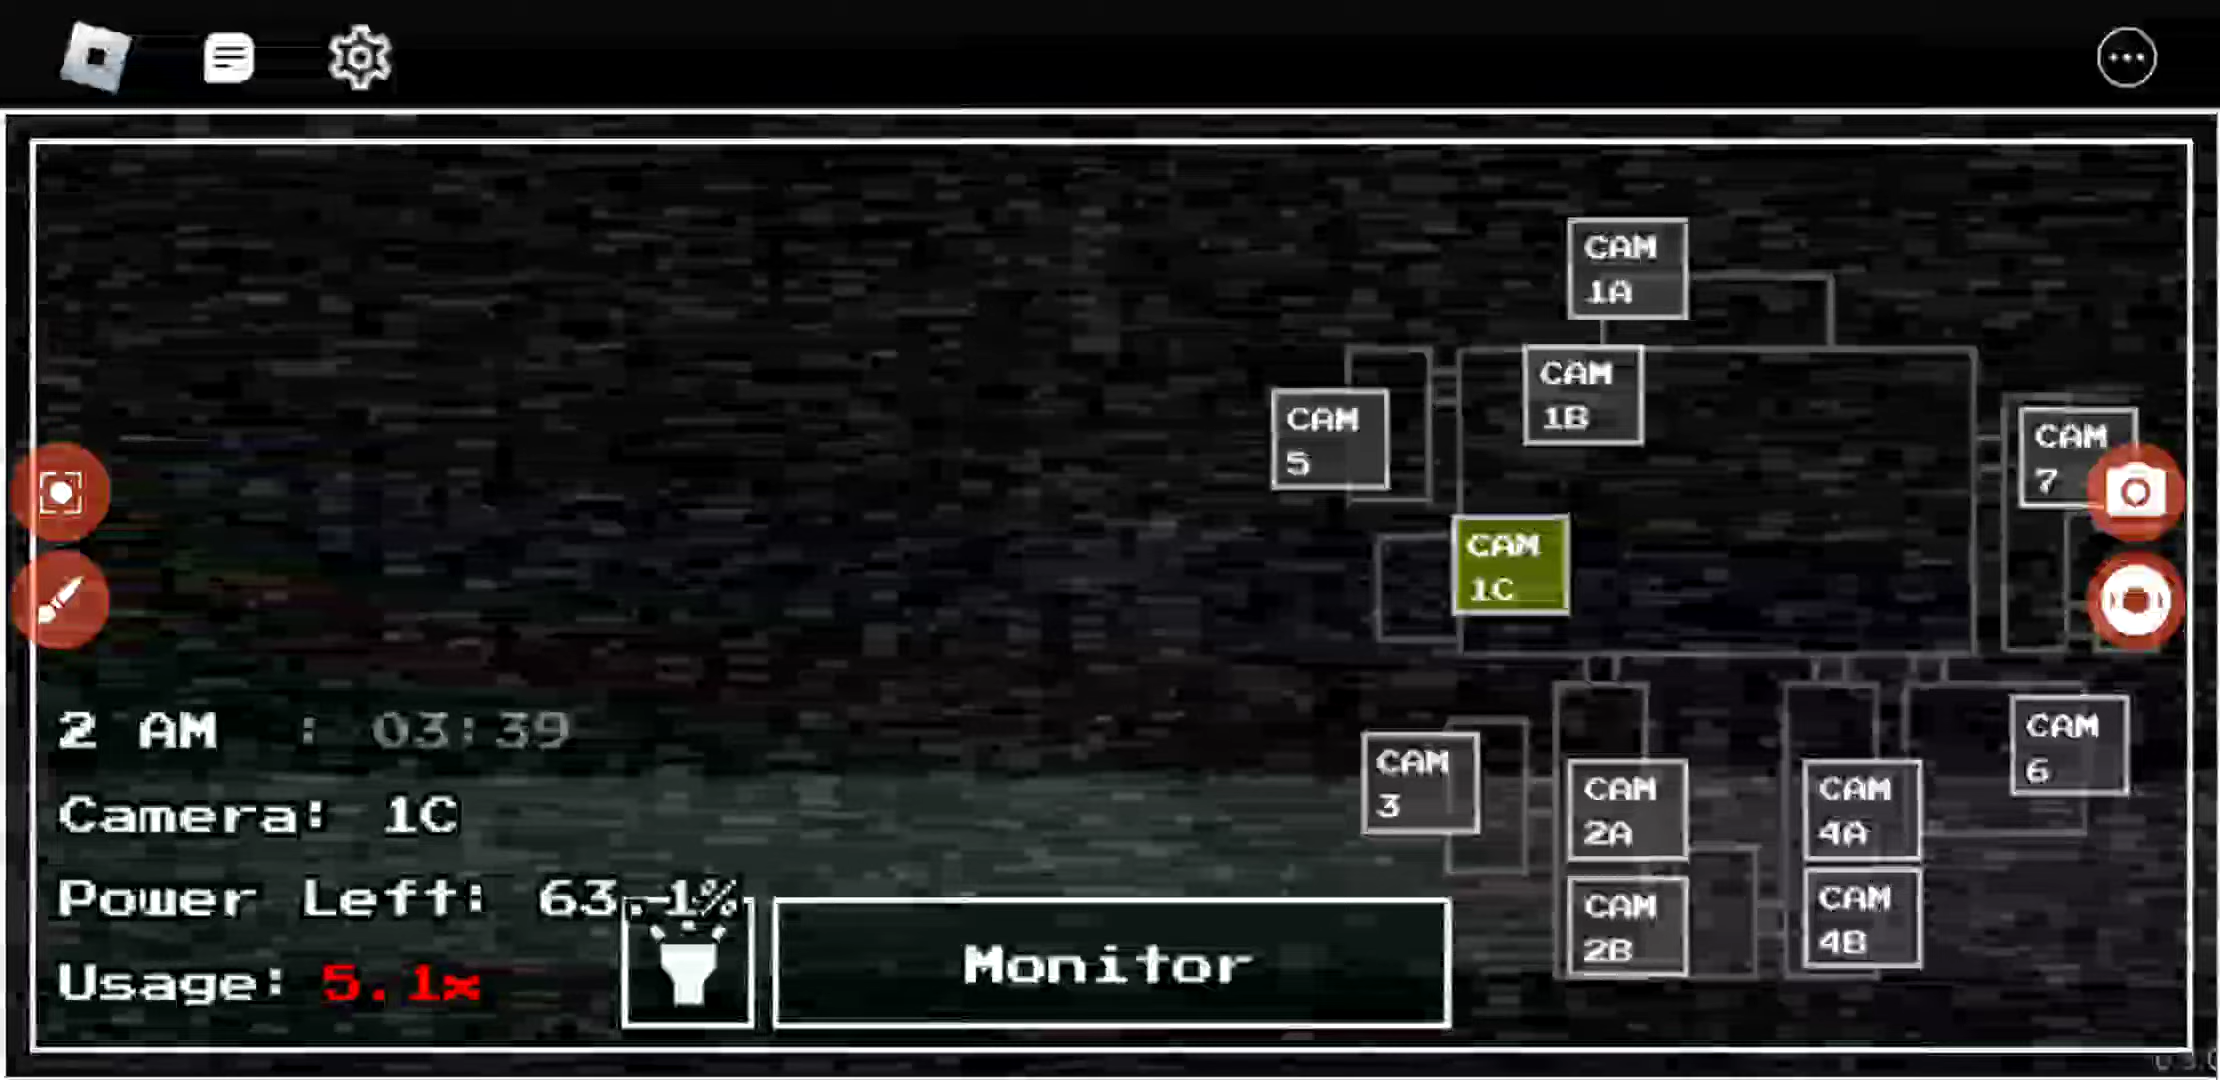 CAM
1A
CAM
1B
CAM
5
CAM
7
CAM
1C
2 AM : 03:39
CAM
6
CAM
3
CAM
2A
CAM
4A
Camera: 1C
Power Left: 63.1%
CAM
2B
CAM
4B
Monitor
Usage: 5.1x